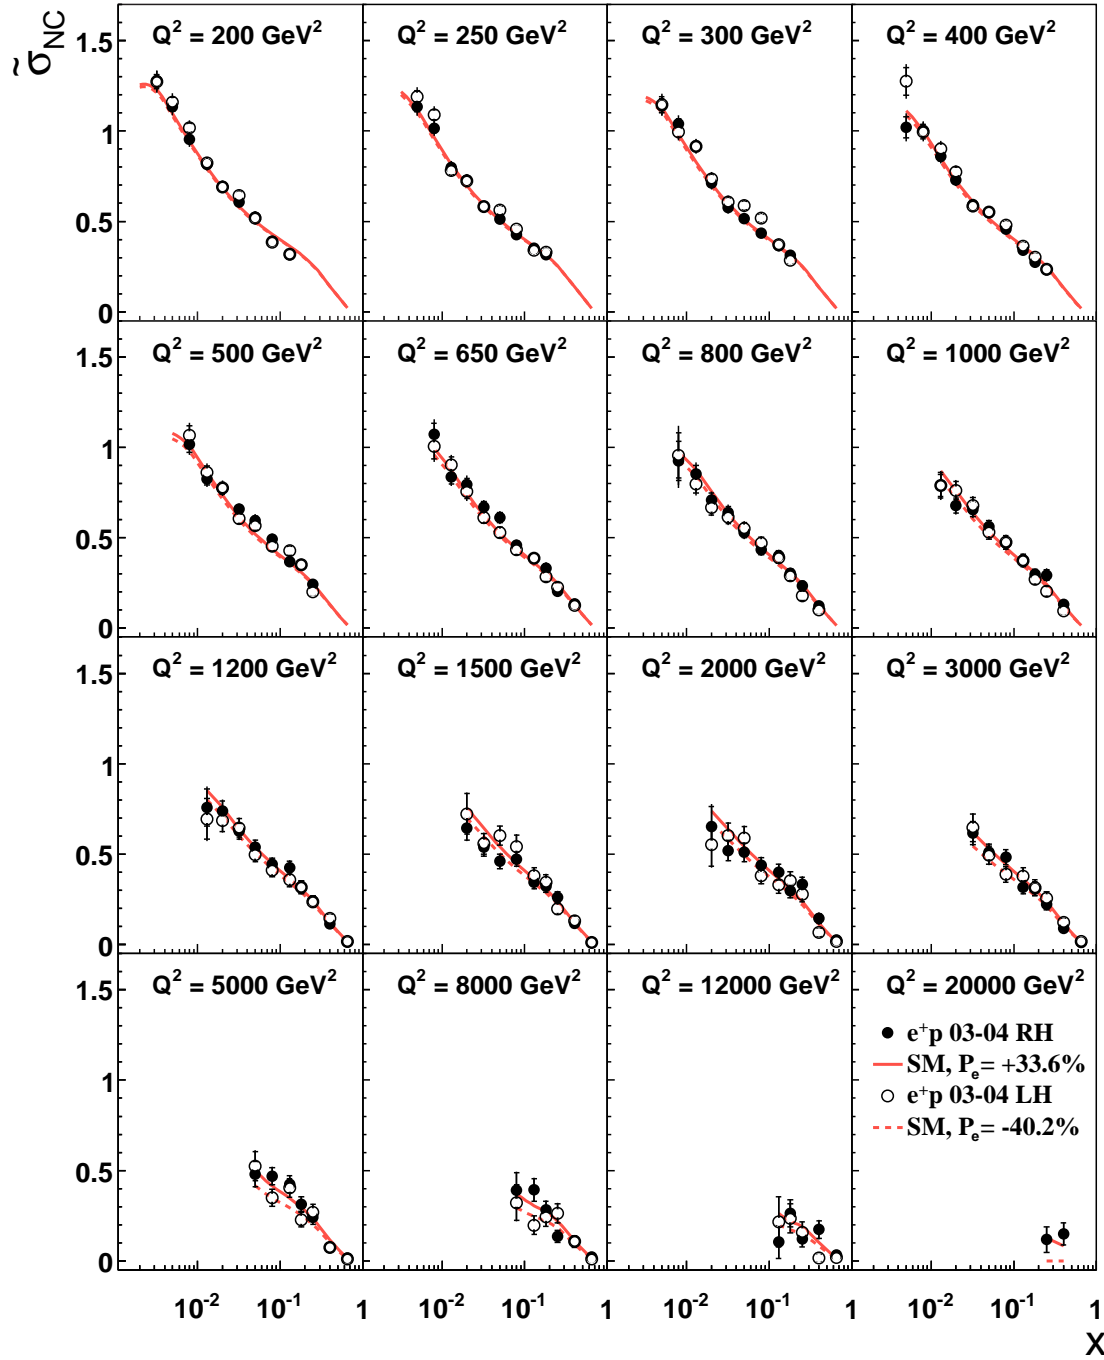 σ̃_NC
Q² = 200 GeV²
Q² = 250 GeV²
Q² = 300 GeV²
Q² = 400 GeV²
1.5
1
0.5
0
Q² = 500 GeV²
Q² = 650 GeV²
Q² = 800 GeV²
Q² = 1000 GeV²
1.5
1
0.5
0
Q² = 1200 GeV²
Q² = 1500 GeV²
Q² = 2000 GeV²
Q² = 3000 GeV²
1.5
1
0.5
0
Q² = 5000 GeV²
Q² = 8000 GeV²
Q² = 12000 GeV²
Q² = 20000 GeV²
1.5
1
0.5
0
e⁺p 03-04 RH
SM, Pₑ= +33.6%
e⁺p 03-04 LH
SM, Pₑ= -40.2%
10⁻² 10⁻¹ 10⁻² 10⁻¹ 10⁻² 10⁻¹ 1 10⁻² 10⁻¹ 1
x